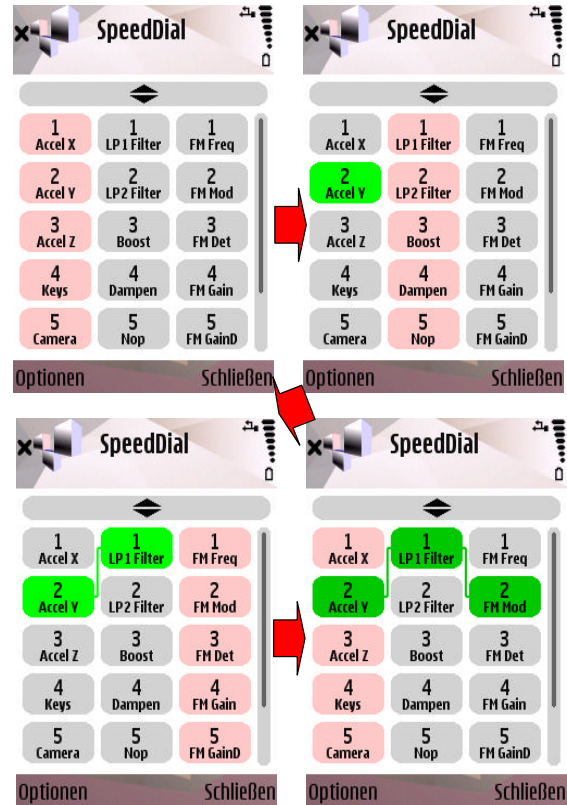 SpeedDial
1 1 1
Accel X LP1 Filter FM Freq
2 2 2
Accel Y LP2 Filter FM Mod
3 3 3
Accel Z Boost FM Det
4 4 4
Keys Dampen FM Gain
5 5 5
Camera Nop FM GainD
Optionen Schließen
SpeedDial
1 1 1
Accel X LP1 Filter FM Freq
2 2 2
Accel Y LP2 Filter FM Mod
3 3 3
Accel Z Boost FM Det
4 4 4
Keys Dampen FM Gain
5 5 5
Camera Nop FM GainD
Optionen Schließen
SpeedDial
1 1 1
Accel X LP1 Filter FM Freq
2 2 2
Accel Y LP2 Filter FM Mod
3 3 3
Accel Z Boost FM Det
4 4 4
Keys Dampen FM Gain
5 5 5
Camera Nop FM GainD
Optionen Schließen
SpeedDial
1 1 1
Accel X LP1 Filter FM Freq
2 2 2
Accel Y LP2 Filter FM Mod
3 3 3
Accel Z Boost FM Det
4 4 4
Keys Dampen FM Gain
5 5 5
Camera Nop FM GainD
Optionen Schließen